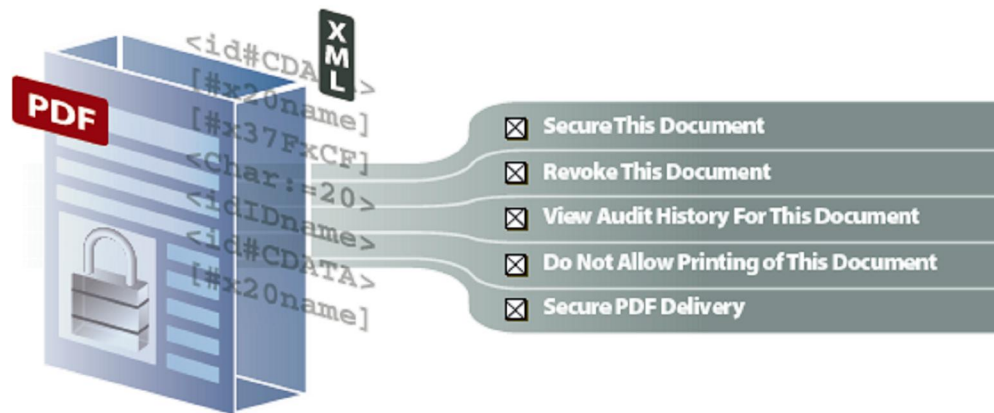 XML
PDF
<id#CDATA>
[#x20name]
[#x37FxCF]
<Char:=20>
<idIDname>
<id#CDATA>
[#x20name]
Secure This Document
Revoke This Document
View Audit History For This Document
Do Not Allow Printing of This Document
Secure PDF Delivery